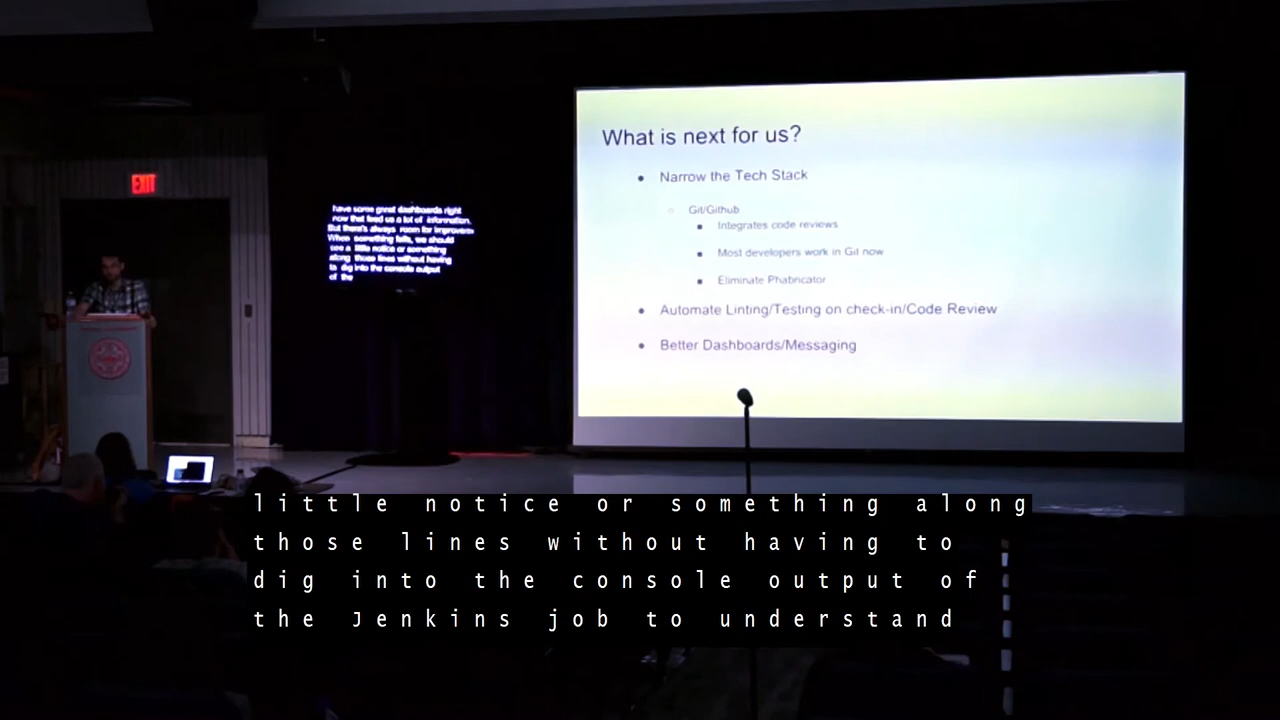 EXIT
have some great dashboards right
now that feed us a lot of information.
But there's always room for
When something fails, we should
see a little notice or something
along those lines without having
to dig into the console output
of the
What is next for us?
Narrow the Tech Stack
Git/Github
Integrates code reviews
Most developers work in Git now
Eliminate Phabricator
Automate Linting/Testing on check-in/Code Review
Better Dashboards/Messaging
little notice or something along
those lines without having to
dig into the console output of
the Jenkins job to understand